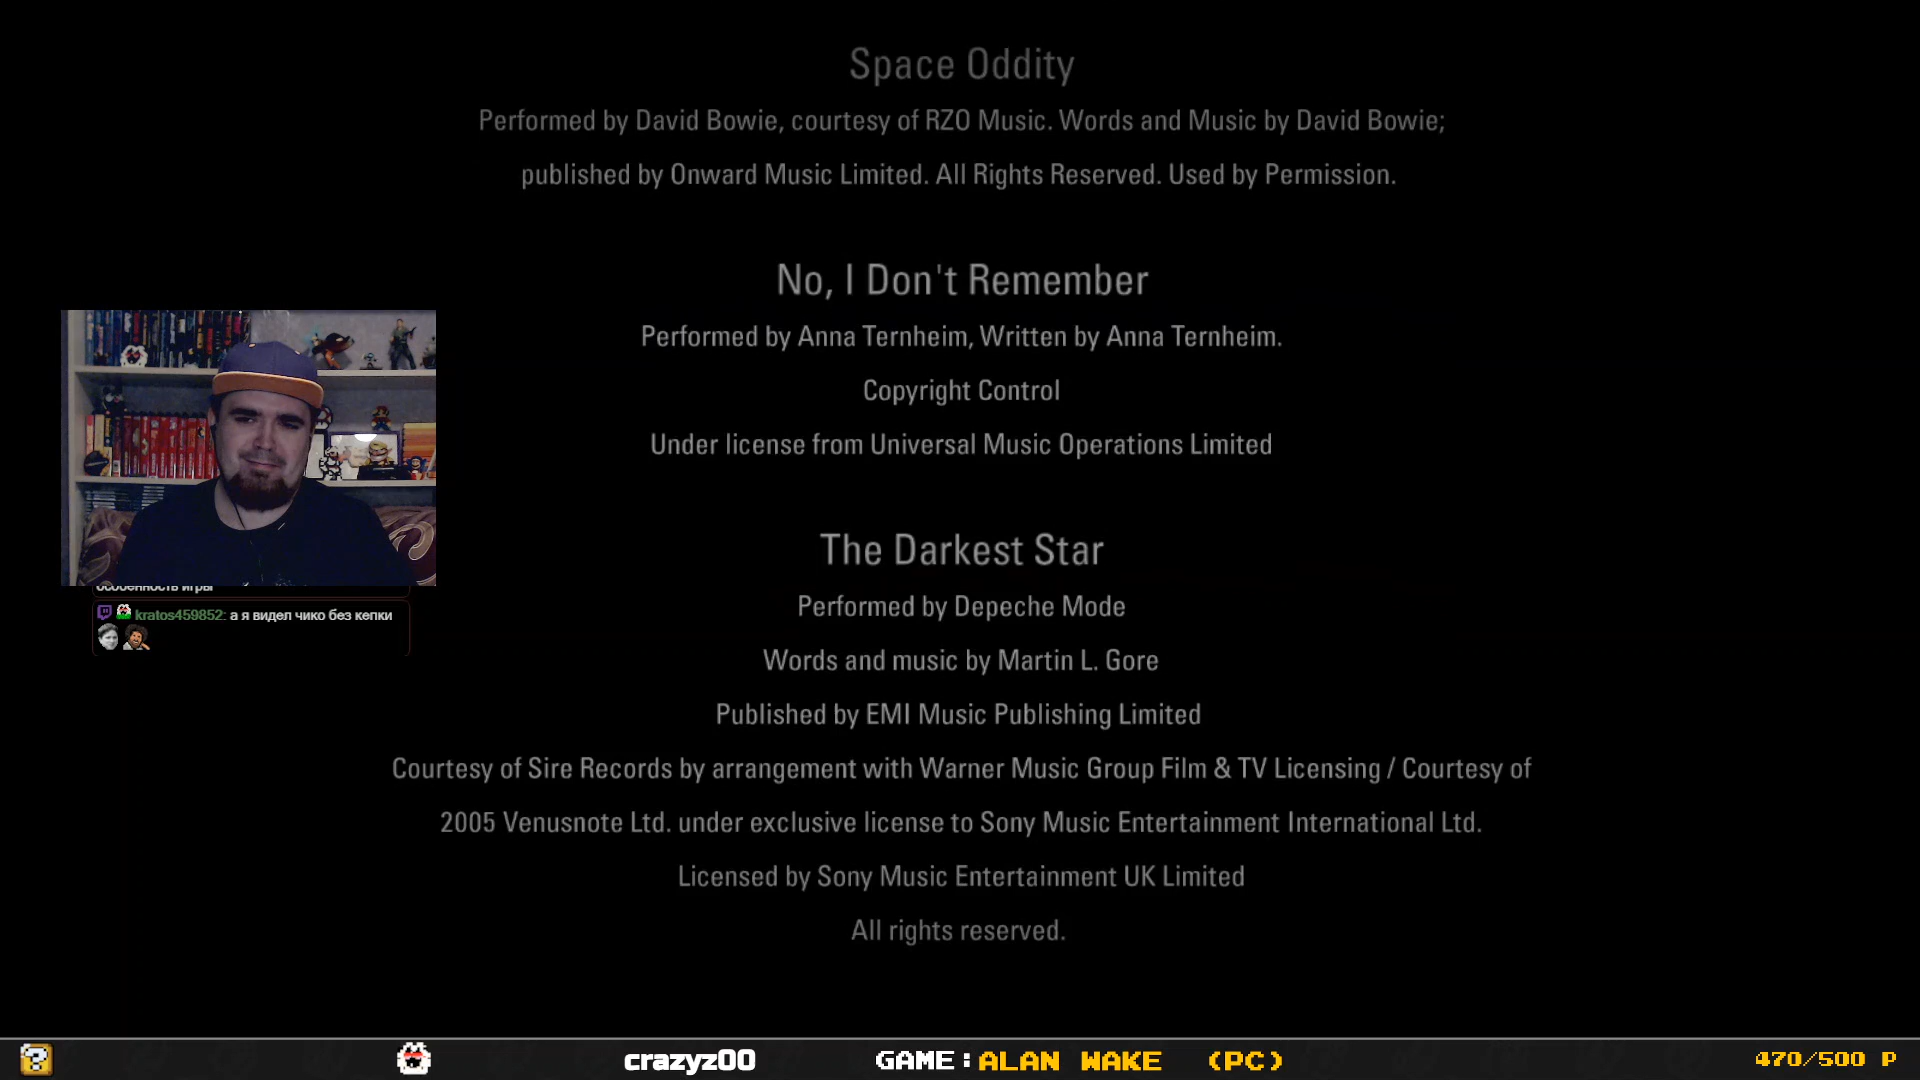 Space Oddity
Performed by David Bowie, courtesy of RZO Music. Words and Music by David Bowie;
published by Onward Music Limited. All Rights Reserved. Used by Permission.
No, I Don't Remember
Performed by Anna Ternheim, Written by Anna Ternheim.
Copyright Control
Under license from Universal Music Operations Limited
The Darkest Star
Performed by Depeche Mode
Words and music by Martin L. Gore
Published by EMI Music Publishing Limited
Courtesy of Sire Records by arrangement with Warner Music Group Film & TV Licensing / Courtesy of
2005 Venusnote Ltd. under exclusive license to Sony Music Entertainment International Ltd.
Licensed by Sony Music Entertainment UK Limited
All rights reserved.
особенность игры
kratos459852: а я видел чико без кепки
?
crazyz00
GAME: ALAN WAKE (PC)
470/500 P